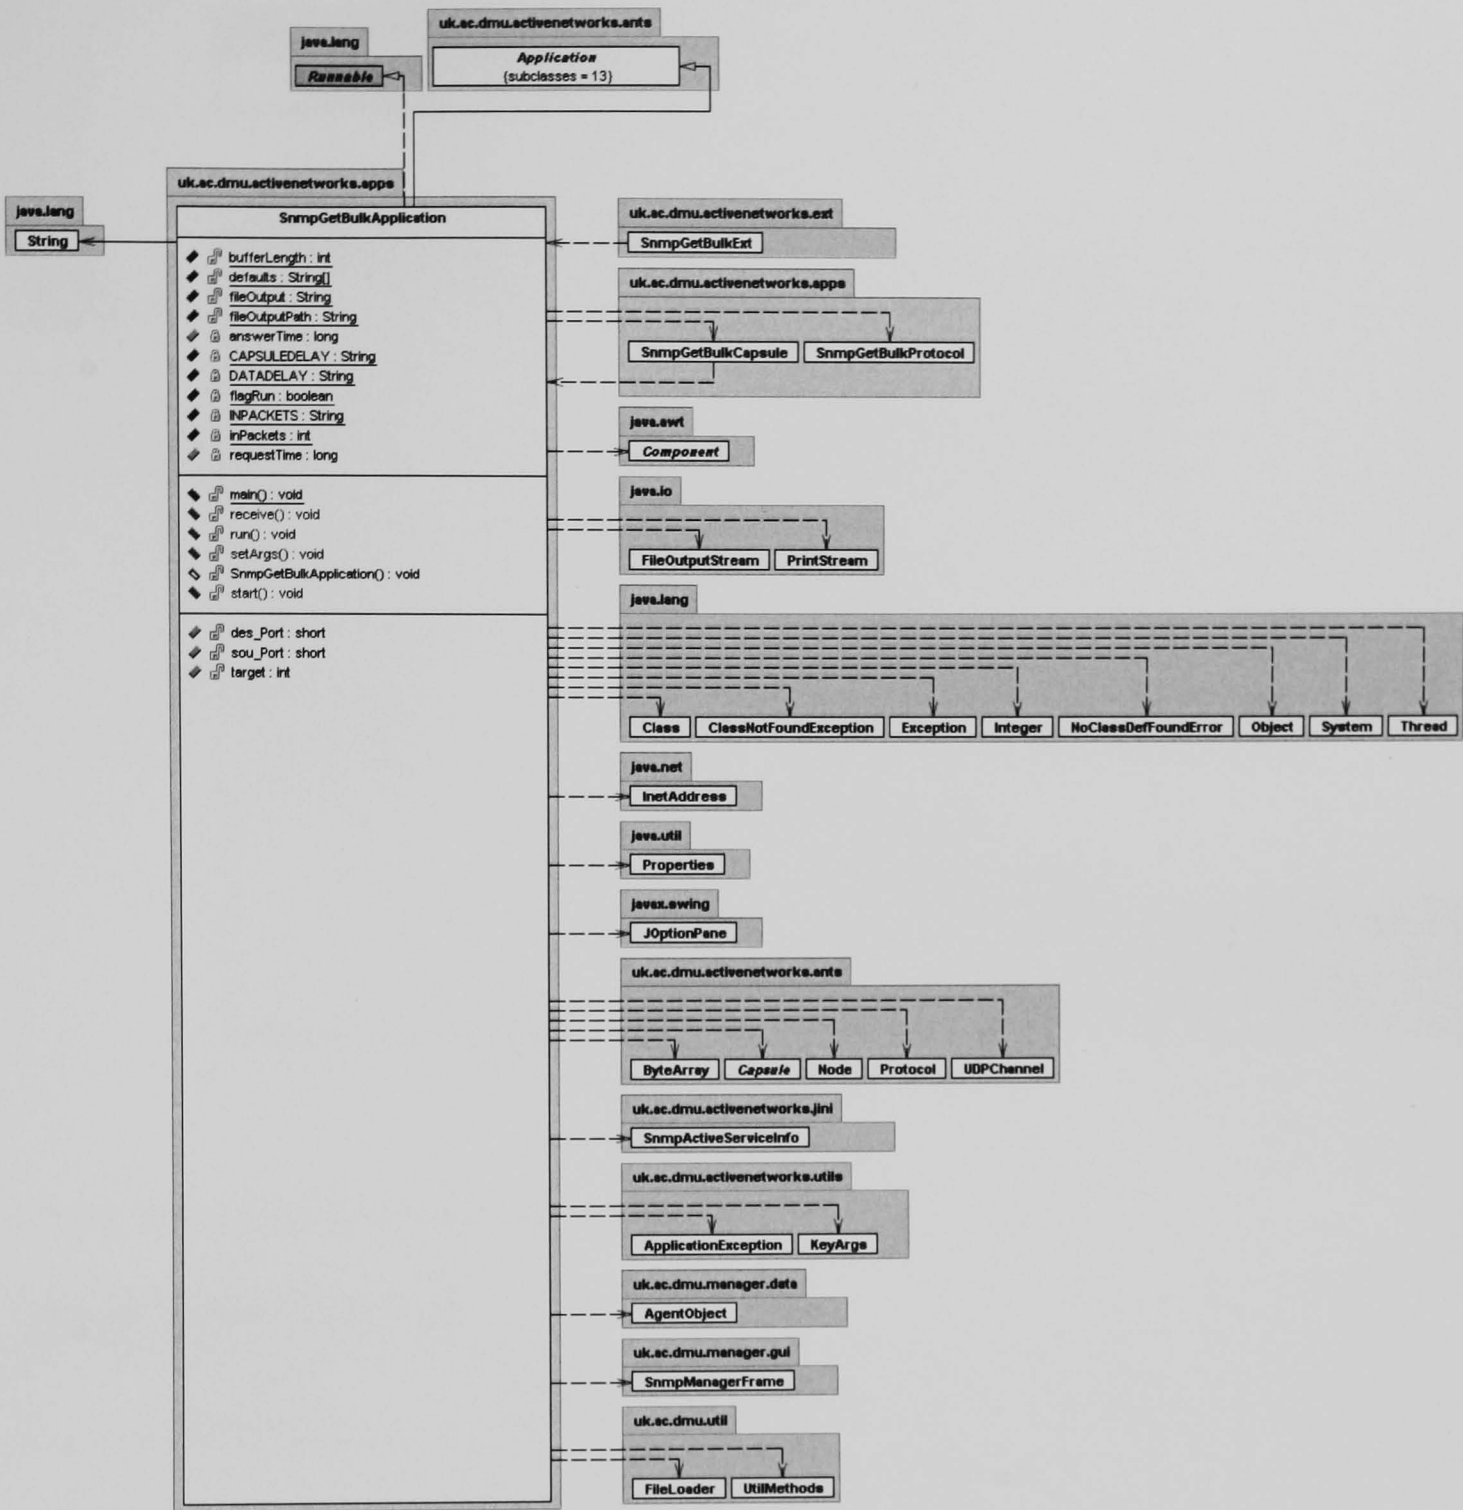 uk.ac.dmu.activenetworks.ants
java.lang
Application
{subclasses = 13}
Runnable
uk.ac.dmu.activenetworks.apps
java.lang
String
SnmpGetBulkApplication
bufferLength : int
defaults : String[]
fileOutput : String
fileOutputPath : String
answerTime : long
CAPSULEDELAY : String
DATADELAY : String
flagRun : boolean
INPACKETS : String
inPackets : int
requestTime : long
main() : void
receive() : void
run() : void
setArgs() : void
SnmpGetBulkApplication() : void
start() : void
des_Port : short
sou_Port : short
target : int
uk.ac.dmu.activenetworks.ext
SnmpGetBulkExt
uk.ac.dmu.activenetworks.apps
SnmpGetBulkCapsule SnmpGetBulkProtocol
java.awt
Component
java.io
FileOutputStream PrintStream
java.lang
Class ClassNotFoundException Exception Integer NoClassDefFoundError Object System Thread
java.net
InetAddress
java.util
Properties
javax.swing
JOptionPane
uk.ac.dmu.activenetworks.ants
ByteArray Capsule Node Protocol UDPChannel
uk.ac.dmu.activenetworks.jini
SnmpActiveServiceInfo
uk.ac.dmu.activenetworks.utils
ApplicationException KeyArgs
uk.ac.dmu.manager.data
AgentObject
uk.ac.dmu.manager.gui
SnmpManagerFrame
uk.ac.dmu.util
FileLoader UtilMethods